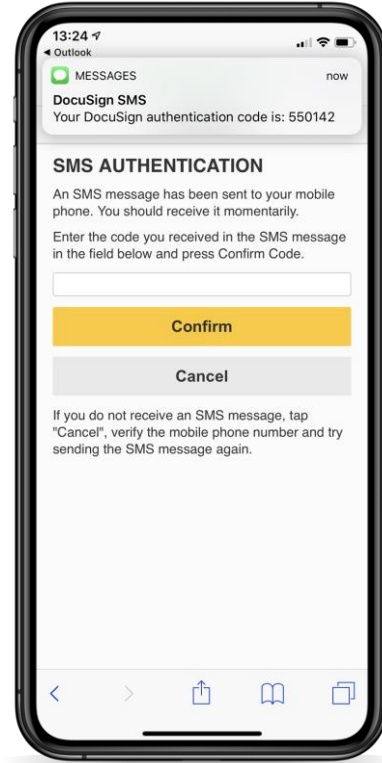 13:24
◀ Outlook
MESSAGES
now
DocuSign SMS
Your DocuSign authentication code is: 550142
SMS AUTHENTICATION
An SMS message has been sent to your mobile
phone. You should receive it momentarily.
Enter the code you received in the SMS message
in the field below and press Confirm Code.
Confirm
Cancel
If you do not receive an SMS message, tap
"Cancel", verify the mobile phone number and try
sending the SMS message again.